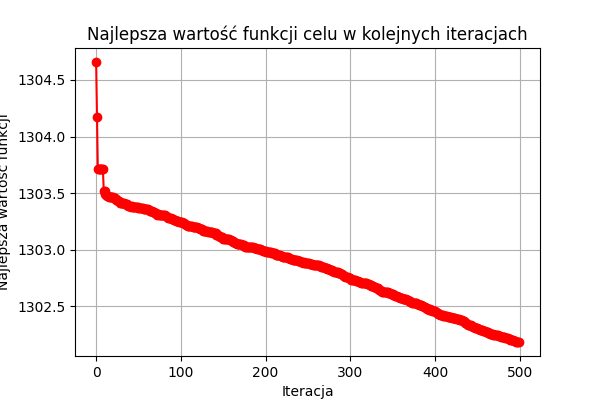 Najlepsza wartość funkcji celu w kolejnych iteracjach
Najlepsza wartość funkcji
1304.5
1304.0
1303.5
1303.0
1302.5
0 100 200 300 400 500
Iteracja